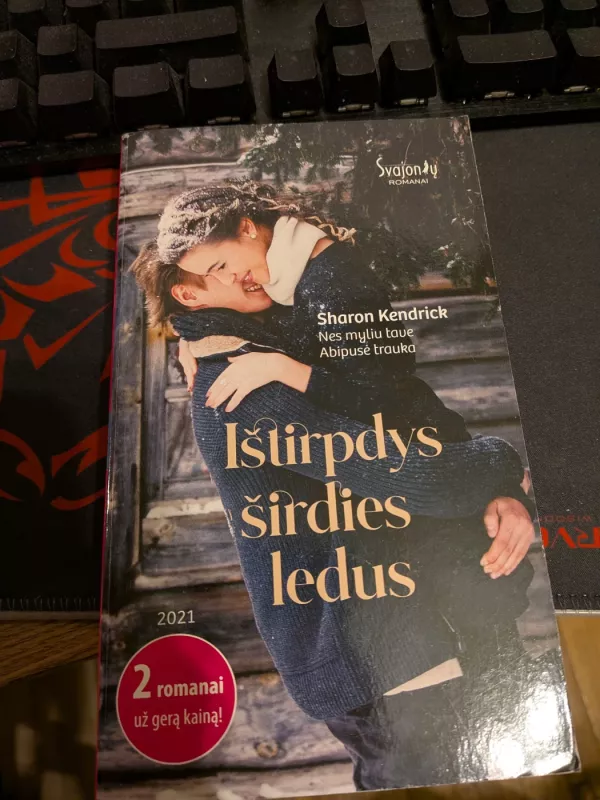 Svajonių
ROMANAI
Sharon Kendrick
Nes myliu tave
Abipusė trauka
Ištirpdys
širdies
ledus
2021
2 romanai
už gerą kainą!